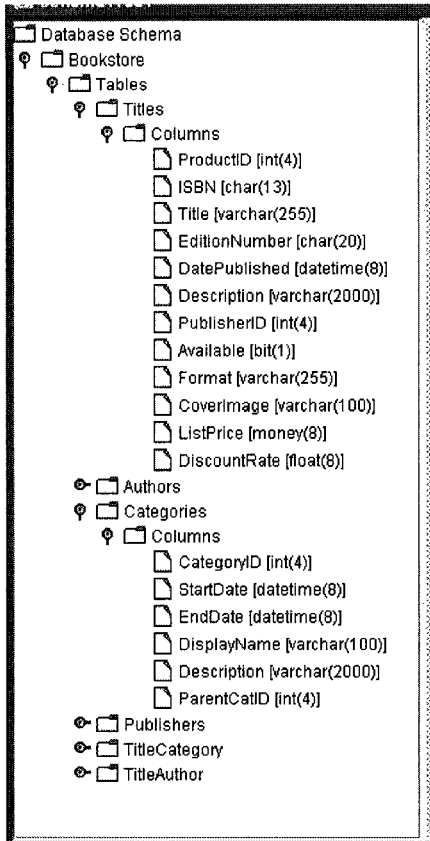 Database Schema
Bookstore
Tables
Titles
Columns
ProductID [int(4)]
ISBN [char(13)]
Title [varchar(255)]
EditionNumber [char(20)]
DatePublished [datetime(8)]
Description [varchar(2000)]
PublisherID [int(4)]
Available [bit(1)]
Format [varchar(255)]
CoverImage [varchar(100)]
ListPrice [money(8)]
DiscountRate [float(8)]
Authors
Categories
Columns
CategoryID [int(4)]
StartDate [datetime(8)]
EndDate [datetime(8)]
DisplayName [varchar(100)]
Description [varchar(2000)]
ParentCatID [int(4)]
Publishers
TitleCategory
TitleAuthor